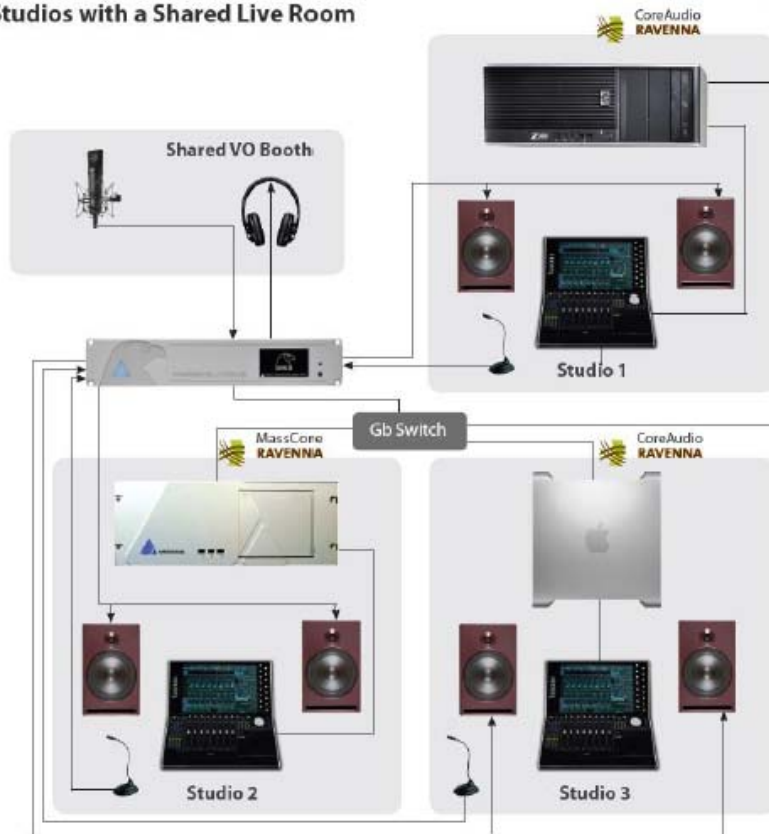 Studios with a Shared Live Room
CoreAudio
RAVENNA
Shared VO Booth
Studio 1
Gb Switch
MassCore
RAVENNA
CoreAudio
RAVENNA
Studio 2
Studio 3